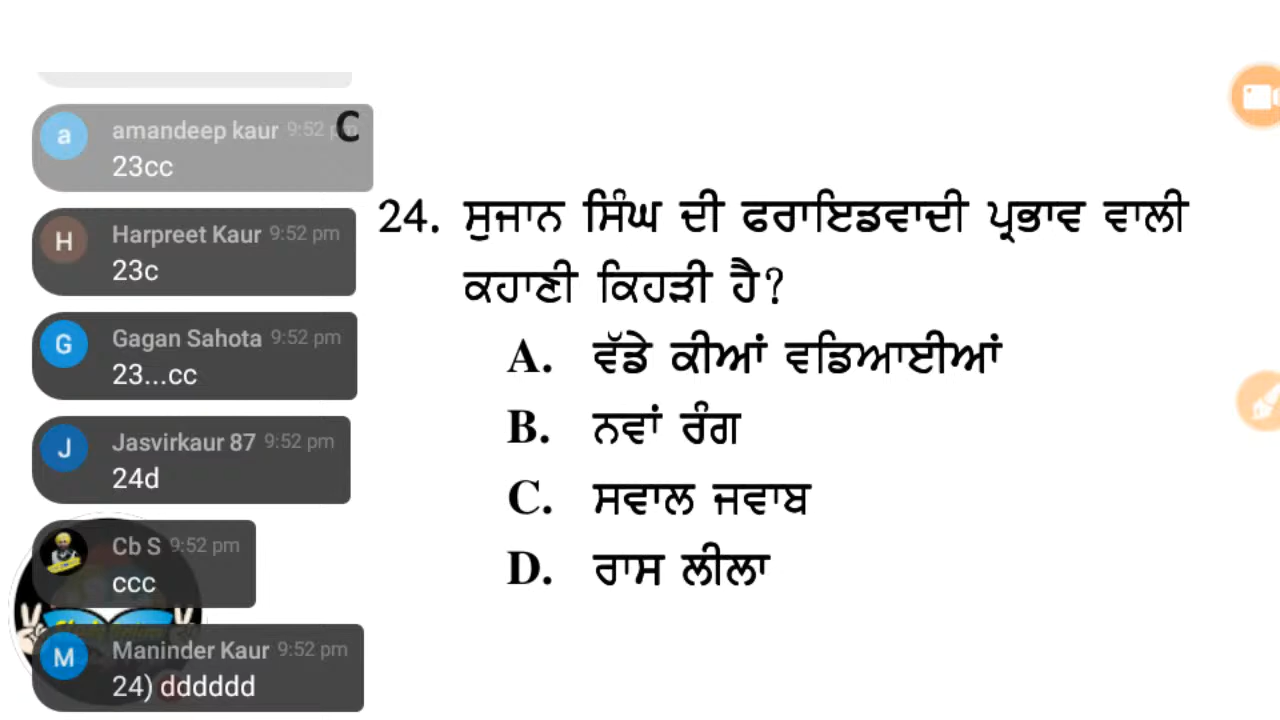 amandeep kaur 9:52 pm
23cc
C
Harpreet Kaur 9:52 pm
23c
Gagan Sahota 9:52 pm
23...cc
Jasvirkaur 87 9:52 pm
24d
Cb S 9:52 pm
ccc
Maninder Kaur 9:52 pm
24) dddddd
24. ਸੁਜਾਨ ਸਿੰਘ ਦੀ ਫਰਾਇਡਵਾਦੀ ਪ੍ਰਭਾਵ ਵਾਲੀ
ਕਹਾਣੀ ਕਿਹੜੀ ਹੈ?
A. ਵੱਡੇ ਕੀਆਂ ਵਡਿਆਈਆਂ
B. ਨਵਾਂ ਰੰਗ
C. ਸਵਾਲ ਜਵਾਬ
D. ਰਾਸ ਲੀਲਾ